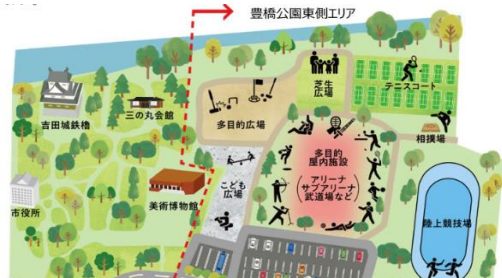 豊橋公園東側エリア
芝生
広場
テニスコート
吉田城鉄櫓
三の丸会館
多目的広場
相撲場
多目的
屋内施設
アリーナ
サブアリーナ
武道場など
こども
広場
市役所
美術博物館
陸上競技場